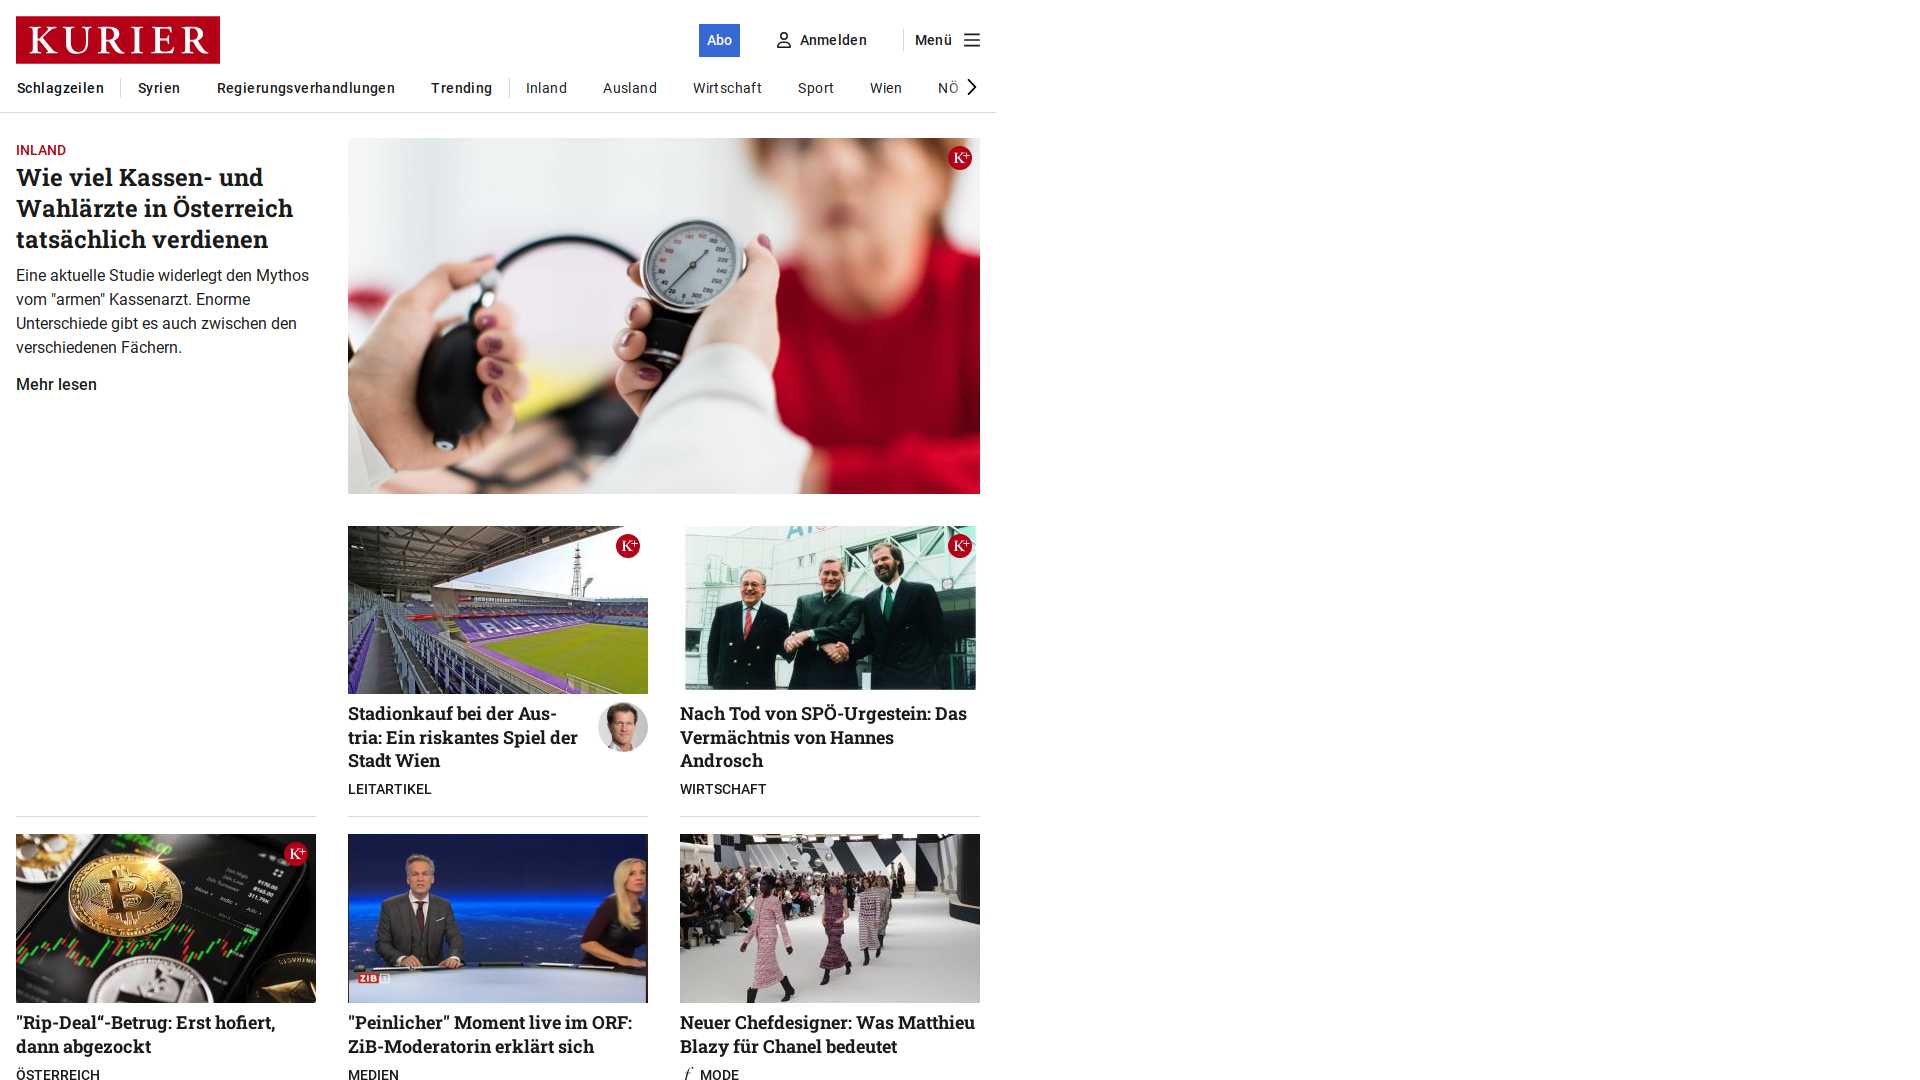 KURIER
Abo
Anmelden
Menü
Schlagzeilen
Syrien
Regierungsverhandlungen
Trending
Inland
Ausland
Wirtschaft
Sport
Wien
NÖ
INLAND
Wie viel Kassen- und
Wahlärzte in Österreich
tatsächlich verdienen
Eine aktuelle Studie widerlegt den Mythos
vom "armen" Kassenarzt. Enorme
Unterschiede gibt es auch zwischen den
verschiedenen Fächern.
Mehr lesen
K+
K+
K+
AUSTRIA
Stadionkauf bei der Aus-
tria: Ein riskantes Spiel der
Stadt Wien
LEITARTIKEL
Nach Tod von SPÖ-Urgestein: Das
Vermächtnis von Hannes
Androsch
WIRTSCHAFT
K+
ZIB
"Rip-Deal“-Betrug: Erst hofiert,
dann abgezockt
ÖSTERREICH
"Peinlicher" Moment live im ORF:
ZiB-Moderatorin erklärt sich
MEDIEN
Neuer Chefdesigner: Was Matthieu
Blazy für Chanel bedeutet
f MODE